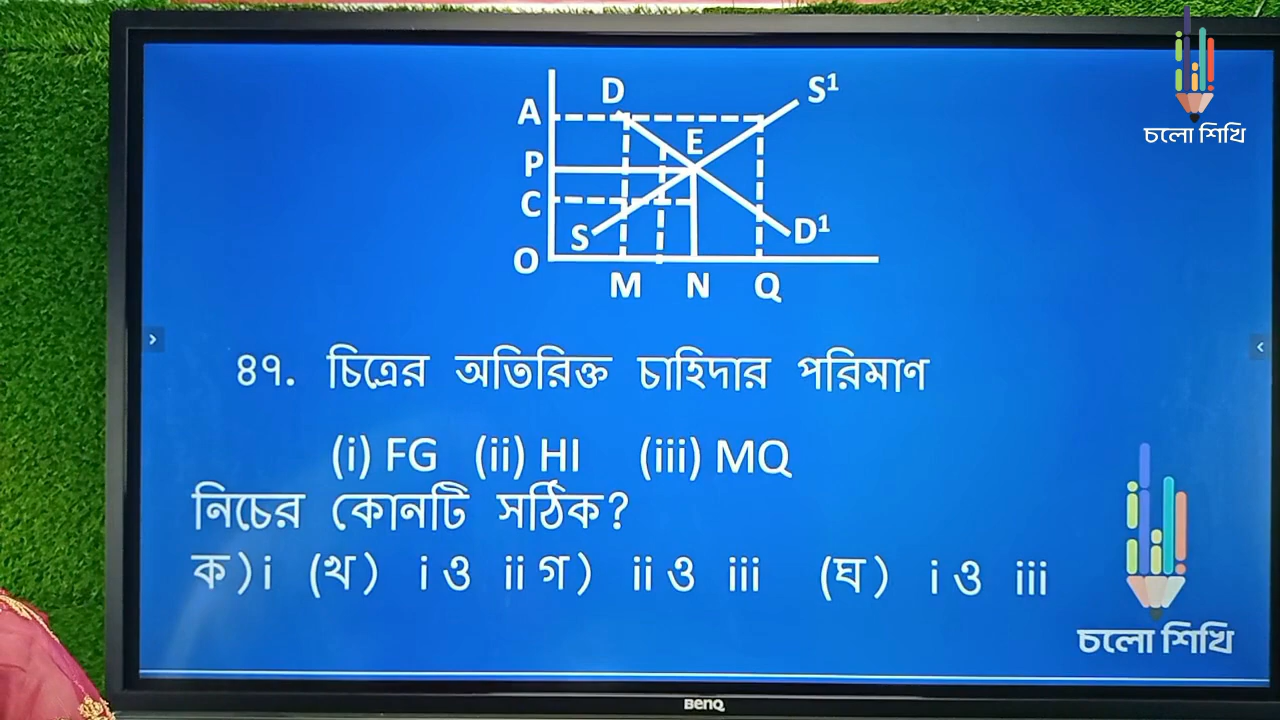 চলো শিখি
D
S¹
A
E
P
C
S
D¹
O
M N Q
৪৭. চিত্রের অতিরিক্ত চাহিদার পরিমাণ
(i) FG (ii) HI (iii) MQ
নিচের কোনটি সঠিক?
ক) i (খ) i ও ii গ) ii ও iii (ঘ) i ও iii
চলো শিখি
BenQ